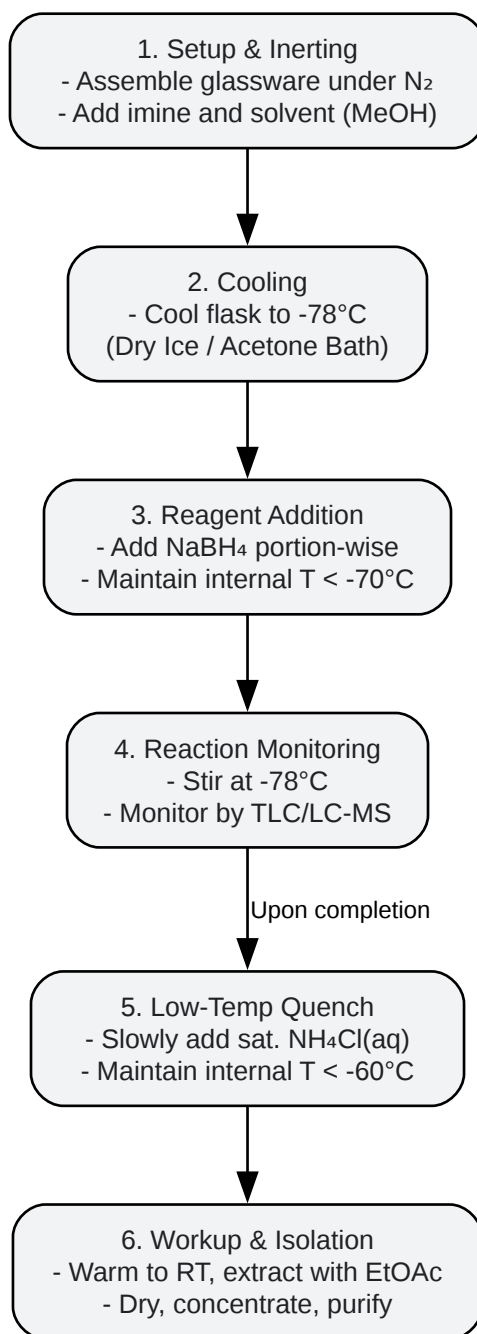 1. Setup & Inerting
- Assemble glassware under N₂
- Add imine and solvent (MeOH)
2. Cooling
- Cool flask to -78°C
(Dry Ice / Acetone Bath)
3. Reagent Addition
- Add NaBH₄ portion-wise
- Maintain internal T < -70°C
4. Reaction Monitoring
- Stir at -78°C
- Monitor by TLC/LC-MS
Upon completion
5. Low-Temp Quench
- Slowly add sat. NH₄Cl(aq)
- Maintain internal T < -60°C
6. Workup & Isolation
- Warm to RT, extract with EtOAc
- Dry, concentrate, purify